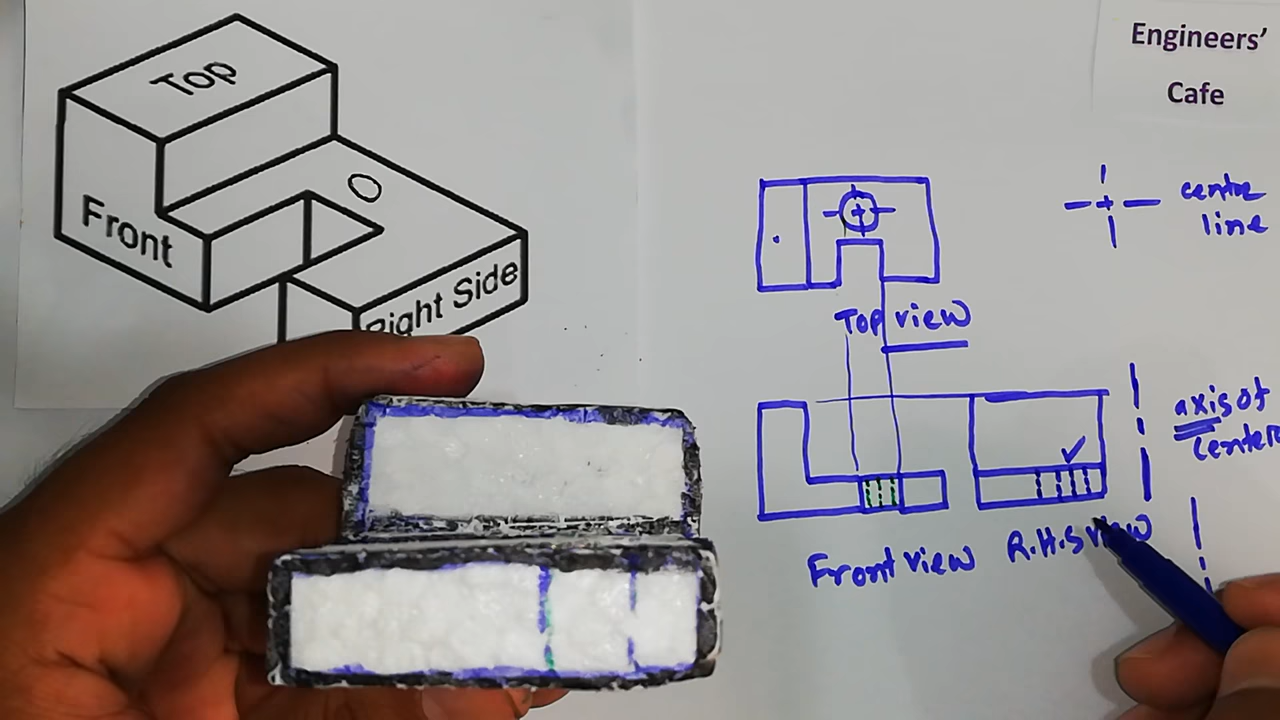 Engineers'
Cafe
Top
Front
Right Side
centre
line
Top view
axis of
center
Front view
R.H.S view